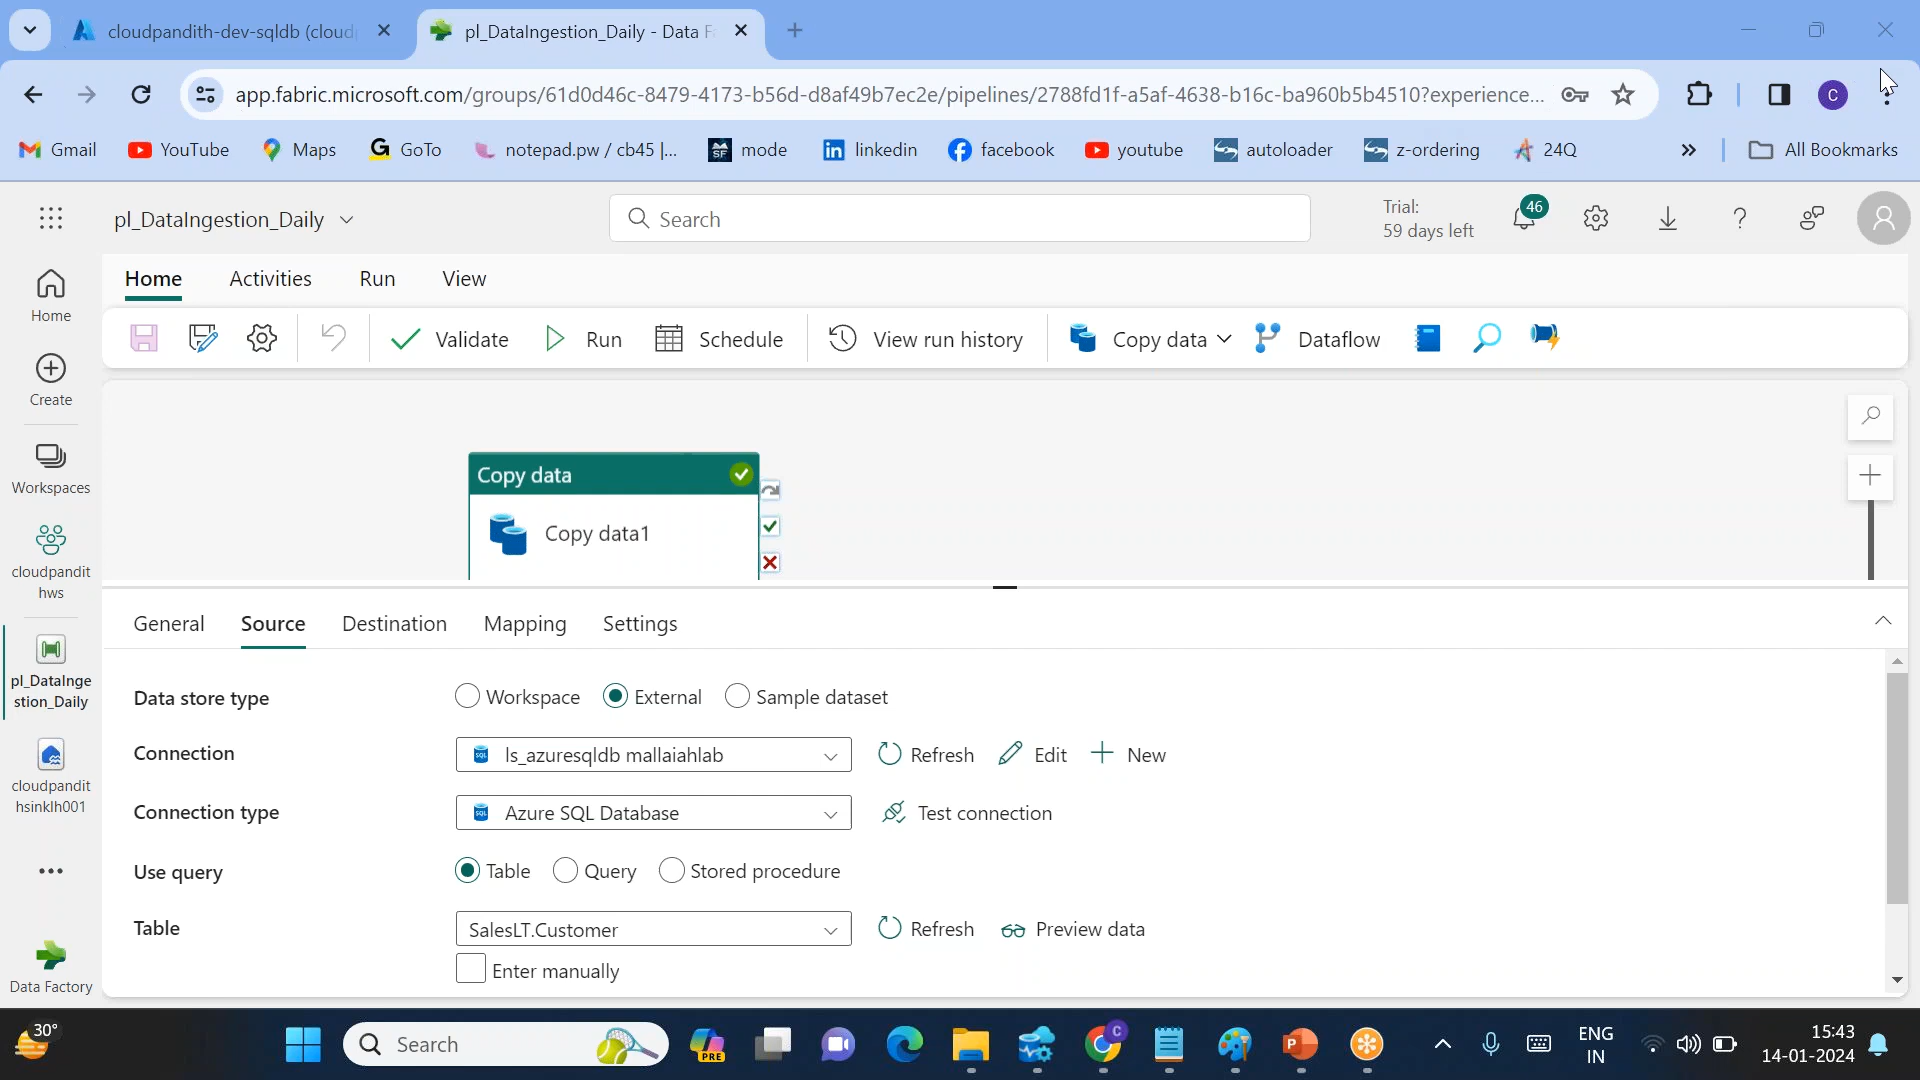 cloudpandith-dev-sqldb (cloud
pl_DataIngestion_Daily - Data F
app.fabric.microsoft.com/groups/61d0d46c-8479-4173-b56d-d8af49b7ec2e/pipelines/2788fd1f-a5af-4638-b16c-ba960b5b4510?experience...
C
Gmail
YouTube
Maps
GoTo
notepad.pw / cb45 |...
mode
linkedin
facebook
youtube
autoloader
z-ordering
24Q
All Bookmarks
pl_DataIngestion_Daily
Search
Trial:
59 days left
46
Home
Activities
Run
View
Validate
Run
Schedule
View run history
Copy data
Dataflow
Home
Create
Workspaces
cloudpandit
hws
pl_DataInge
stion_Daily
cloudpandit
hsinklh001
Data Factory
Copy data
Copy data1
General
Source
Destination
Mapping
Settings
Data store type
Workspace
External
Sample dataset
Connection
ls_azuresqldb mallaiahlab
Refresh
Edit
New
Connection type
Azure SQL Database
Test connection
Use query
Table
Query
Stored procedure
Table
SalesLT.Customer
Refresh
Preview data
Enter manually
30°
Search
PRE
C
ENG
IN
15:43
14-01-2024